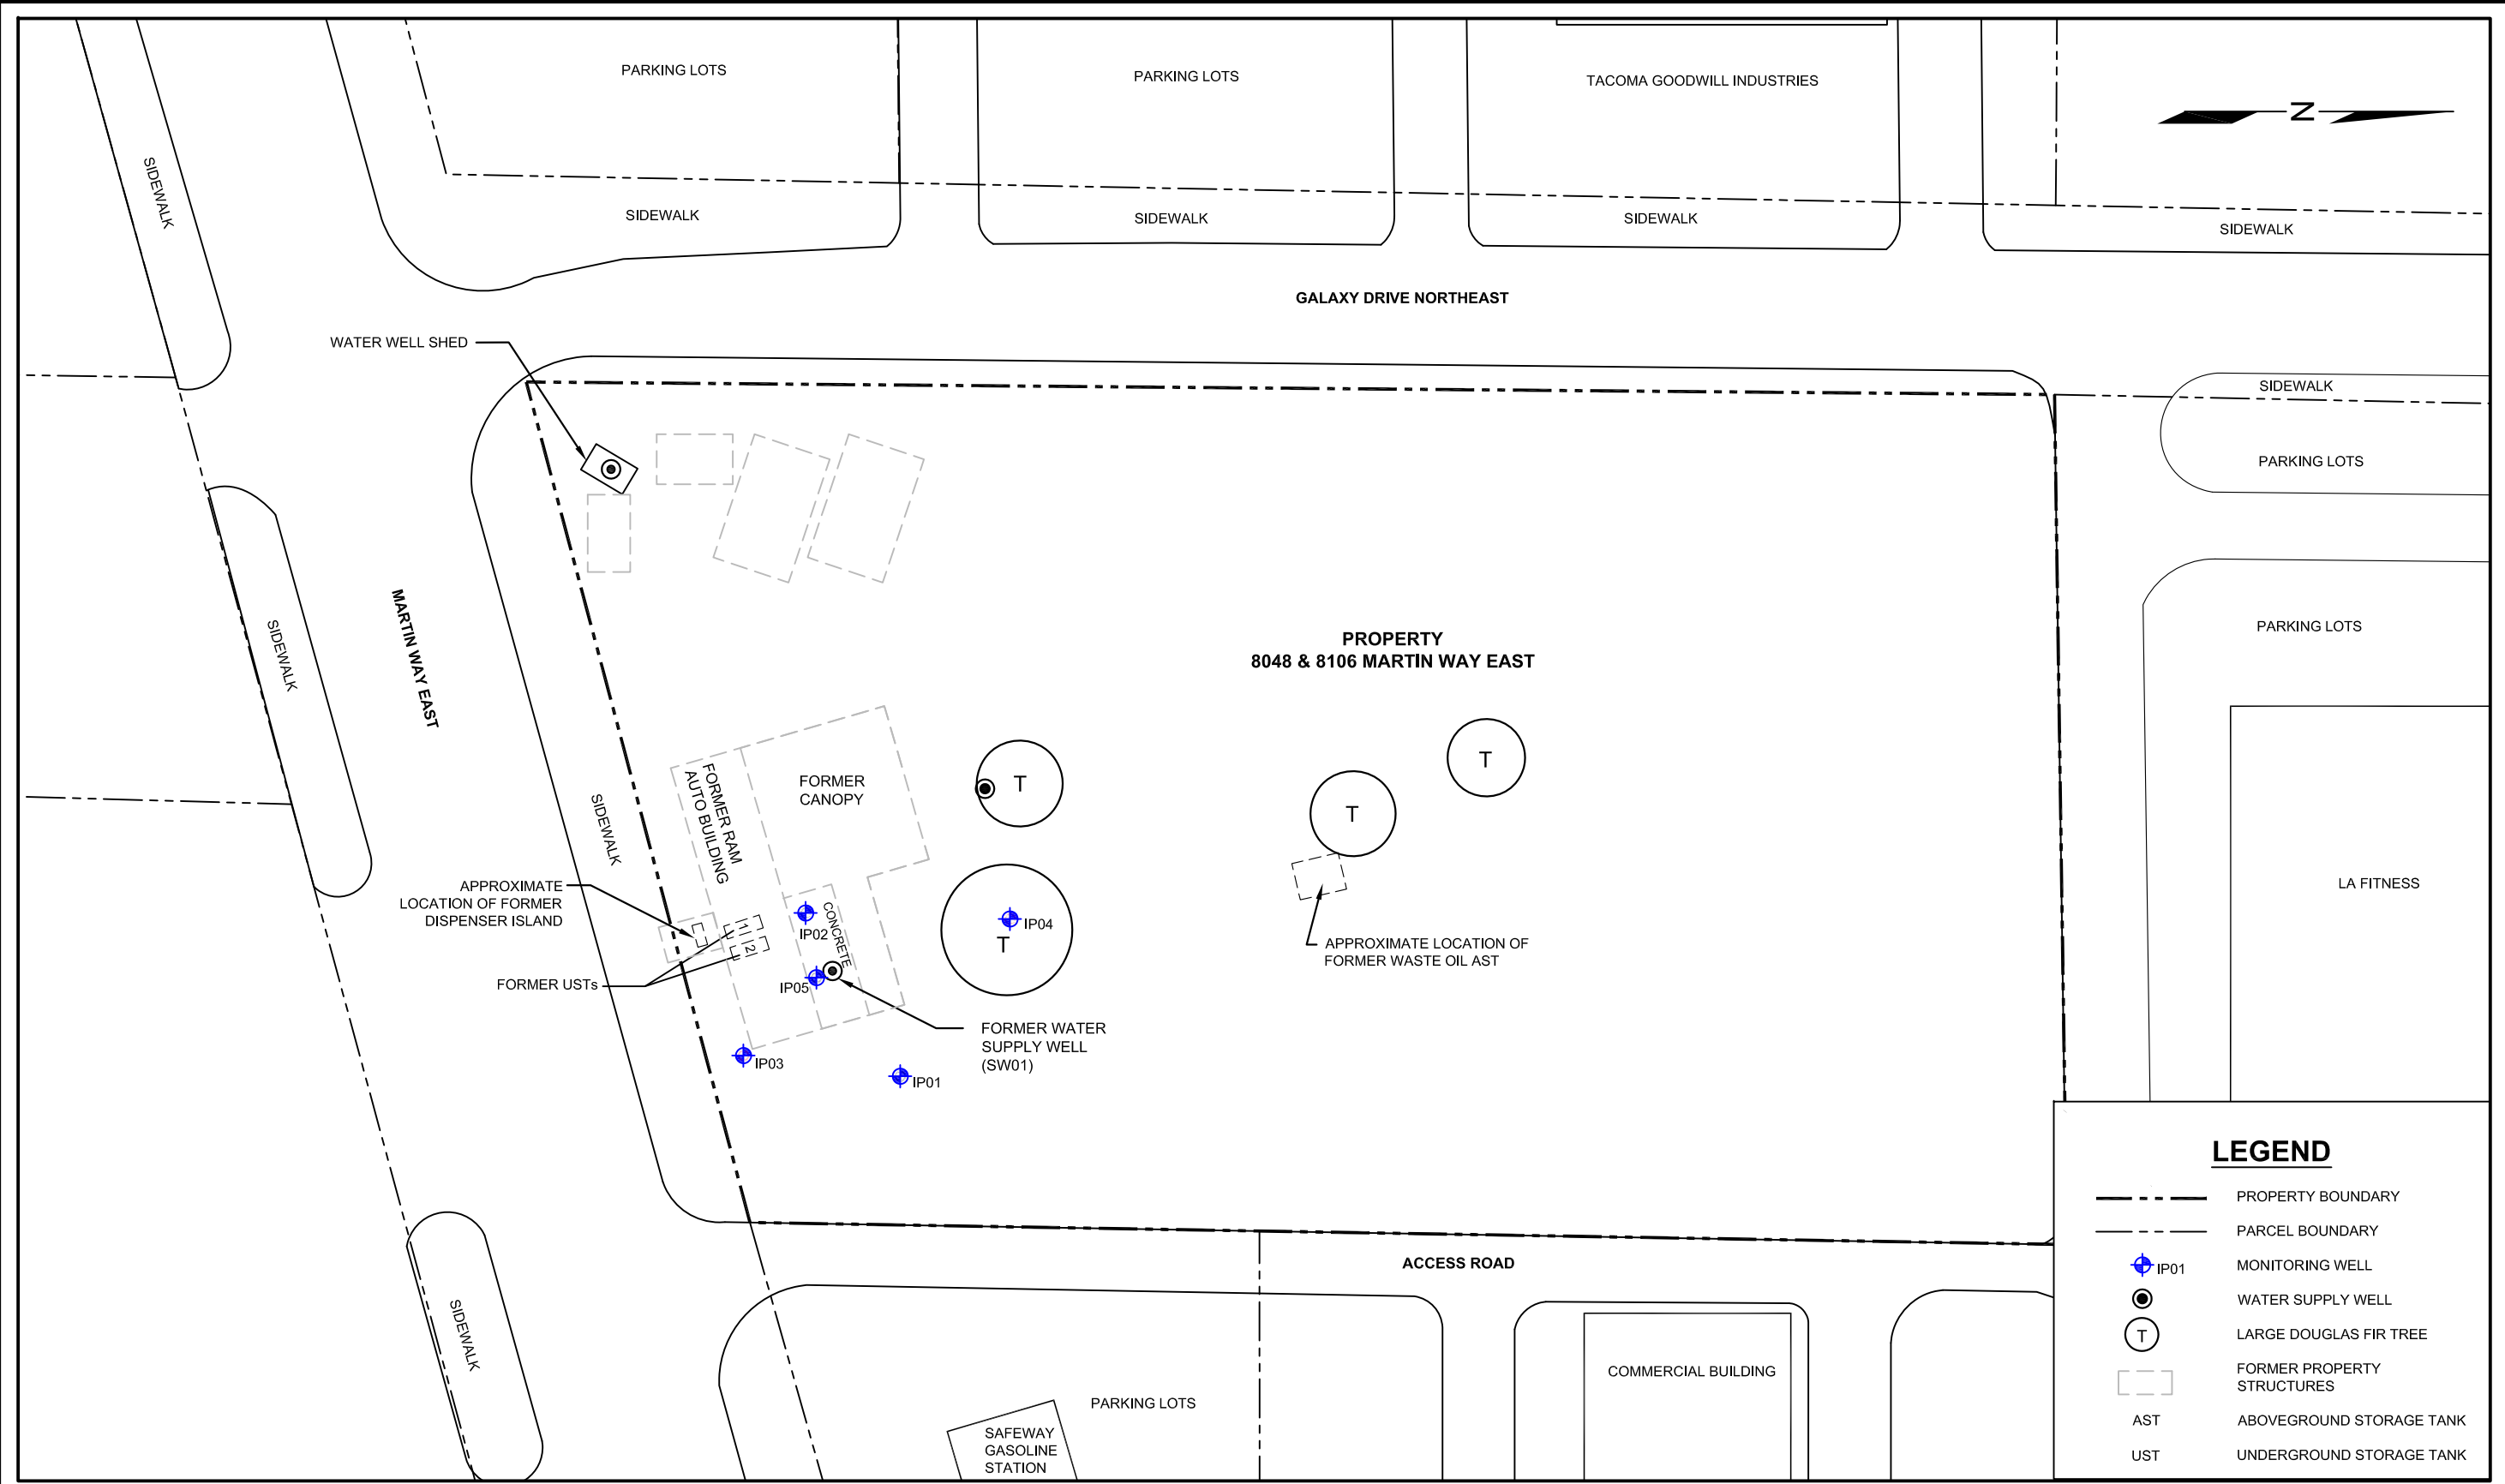 PARKING LOTS
PARKING LOTS
TACOMA GOODWILL INDUSTRIES
N
SIDEWALK
SIDEWALK
SIDEWALK
SIDEWALK
SIDEWALK
GALAXY DRIVE NORTHEAST
WATER WELL SHED
SIDEWALK
PARKING LOTS
MARTIN WAY EAST
SIDEWALK
PROPERTY
8048 & 8106 MARTIN WAY EAST
PARKING LOTS
FORMER RAM
AUTO BUILDING
FORMER
CANOPY
T
T
T
SIDEWALK
LA FITNESS
APPROXIMATE
LOCATION OF FORMER
DISPENSER ISLAND
1
2
IP02
CONCRETE
IP04
T
APPROXIMATE LOCATION OF
FORMER WASTE OIL AST
FORMER USTs
IP05
FORMER WATER
SUPPLY WELL
(SW01)
IP03
IP01
ACCESS ROAD
SIDEWALK
PARKING LOTS
COMMERCIAL BUILDING
SAFEWAY
GASOLINE
STATION
LEGEND
PROPERTY BOUNDARY
PARCEL BOUNDARY
IP01 MONITORING WELL
WATER SUPPLY WELL
T LARGE DOUGLAS FIR TREE
FORMER PROPERTY
STRUCTURES
AST ABOVEGROUND STORAGE TANK
UST UNDERGROUND STORAGE TANK